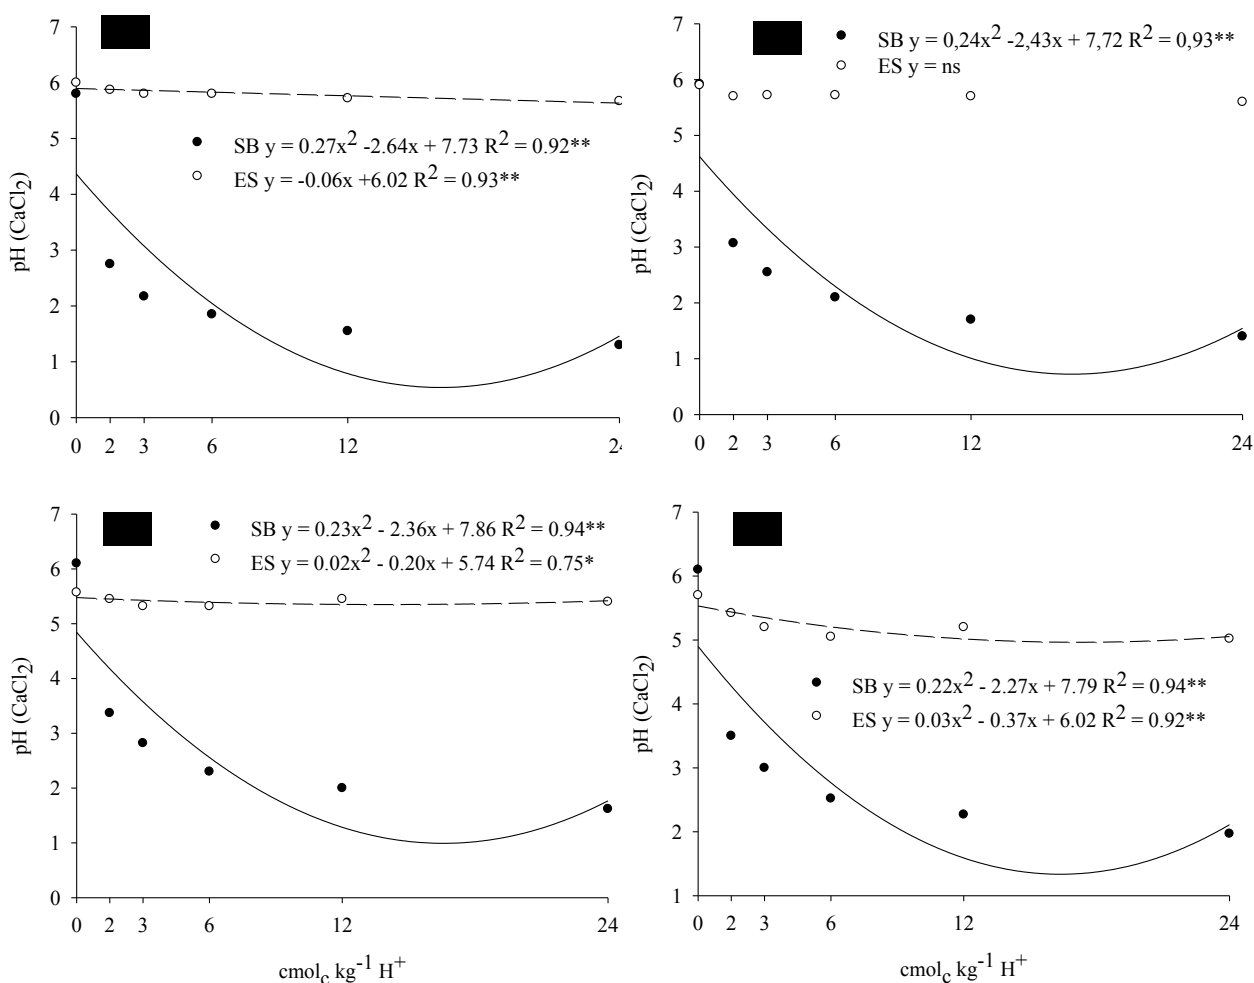 7
6
5
4
3
2
1
0
pH (CaCl2)
SB y = 0.27x2 -2.64x + 7.73 R2 = 0.92**
ES y = -0.06x +6.02 R2 = 0.93**
0 2 3 6 12 24
7
6
5
4
3
2
1
0
pH (CaCl2)
SB y = 0,24x2 -2,43x + 7,72 R2 = 0,93**
ES y = ns
0 2 3 6 12 24
7
6
5
4
3
2
1
0
pH (CaCl2)
SB y = 0.23x2 - 2.36x + 7.86 R2 = 0.94**
ES y = 0.02x2 - 0.20x + 5.74 R2 = 0.75*
0 2 3 6 12 24
cmolc kg-1 H+
7
6
5
4
3
2
1
pH (CaCl2)
SB y = 0.22x2 - 2.27x + 7.79 R2 = 0.94**
ES y = 0.03x2 - 0.37x + 6.02 R2 = 0.92**
0 2 3 6 12 24
cmolc kg-1 H+